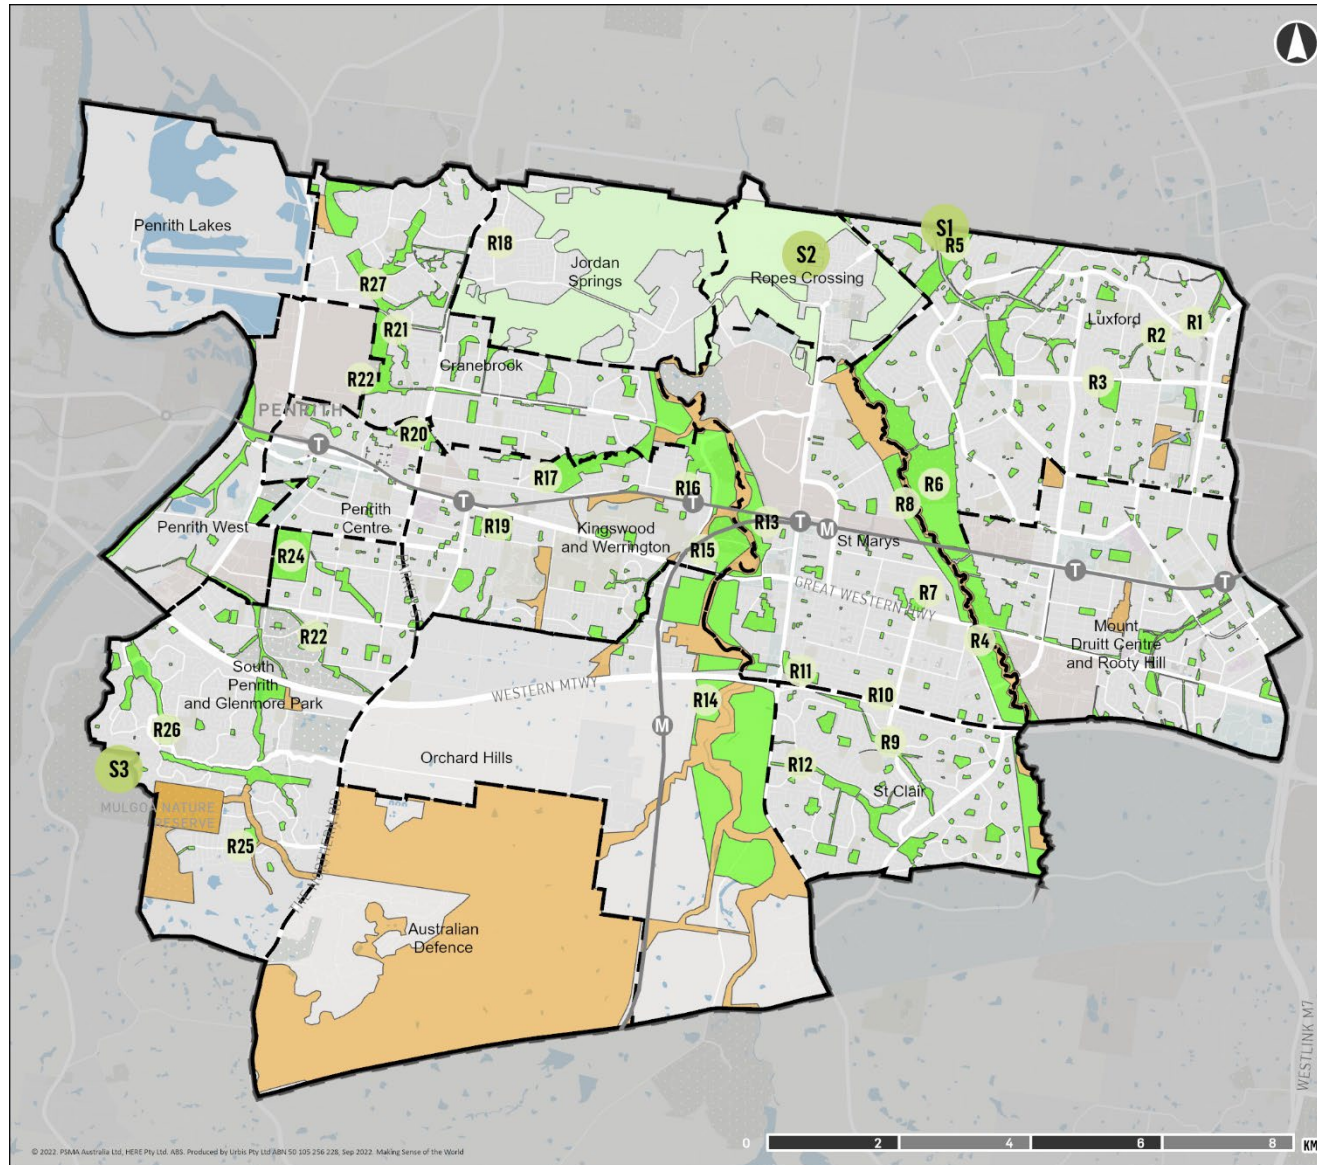 S1
R5
Penrith Lakes
R18
S2
Jordan
Springs
Ropes Crossing
R27
R21
Luxford
R2
R1
Cranebrook
R22
R3
PENRITH
R20
T
R17
R16
R6
T
T
R8
Penrith West
Penrith
Centre
R19
Kingswood
and Werrington
R13
T
M
St Marys
R24
R15
T
T
GREAT WESTERN HWY
R7
R22
Mount
Druitt Centre
and Rooty Hill
R4
South
Penrith
and Glenmore Park
WESTERN MTWY
R11
R14
R10
R26
M
R9
S3
Orchard Hills
R12
St Clair
MULGOA NATURE
RESERVE
R25
THE NORTHERN RD
Australian
Defence
WESTLINK M7
0 2 4 6 8 KM
© 2022. PSMA Australia Ltd, HERE Pty Ltd. ABS. Produced by Urbis Pty Ltd ABN 50 105 256 228, Sep 2022. Making Sense of the World